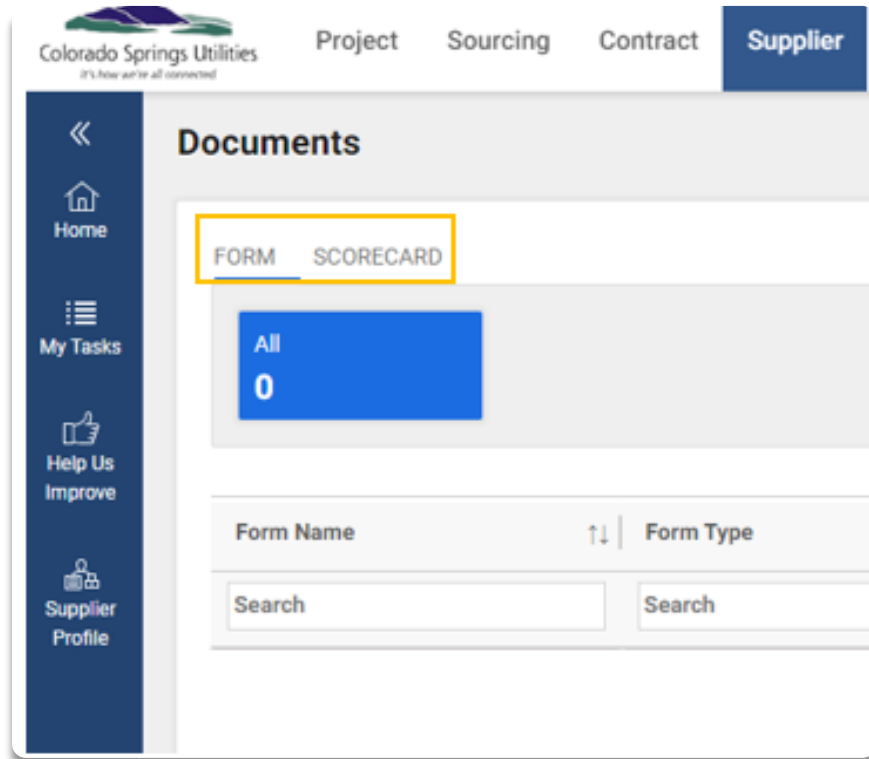 Colorado Springs Utilities
It's how we're all connected
Project Sourcing Contract Supplier
Documents
Home
My Tasks
Help Us
Improve
Supplier
Profile
FORM SCORECARD
All
0
Form Name Form Type
Search Search